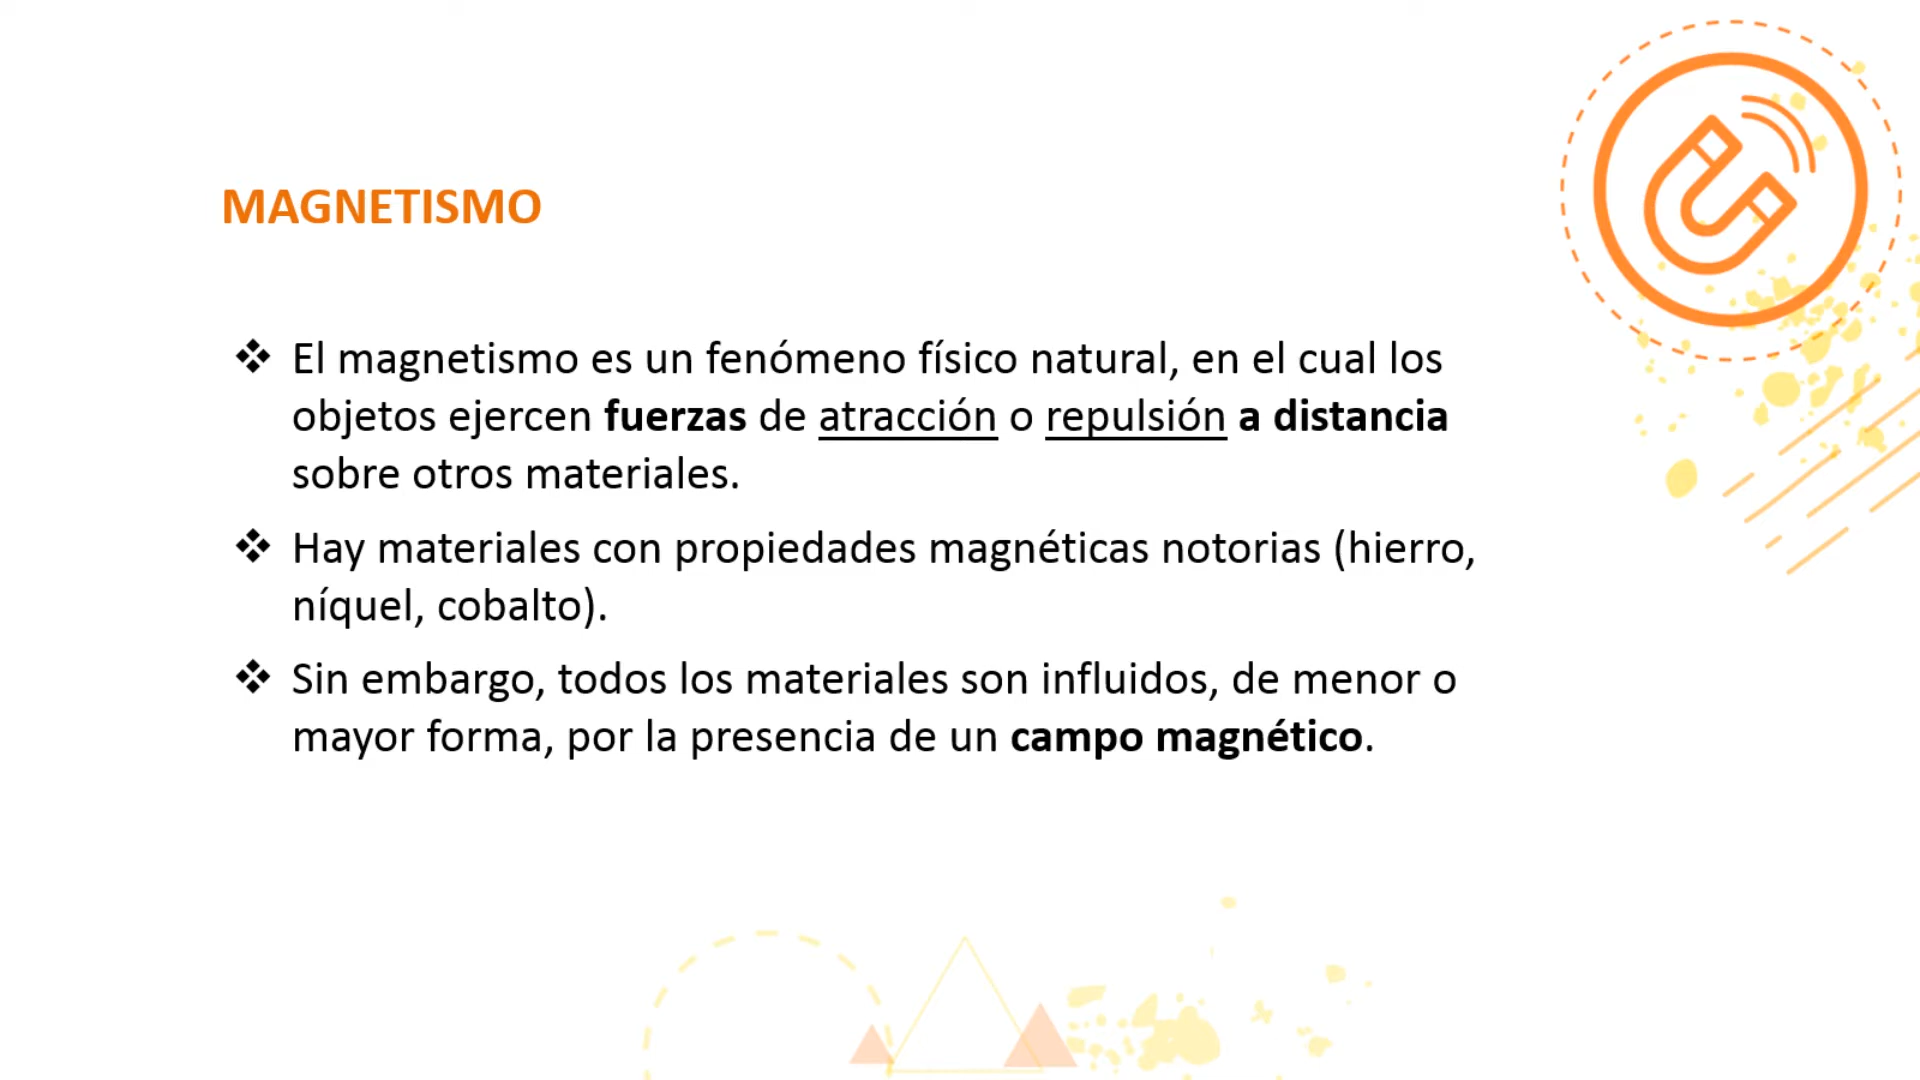 MAGNETISMO
❖ El magnetismo es un fenómeno físico natural, en el cual los
objetos ejercen fuerzas de atracción o repulsión a distancia
sobre otros materiales.
❖ Hay materiales con propiedades magnéticas notorias (hierro,
níquel, cobalto).
❖ Sin embargo, todos los materiales son influidos, de menor o
mayor forma, por la presencia de un campo magnético.